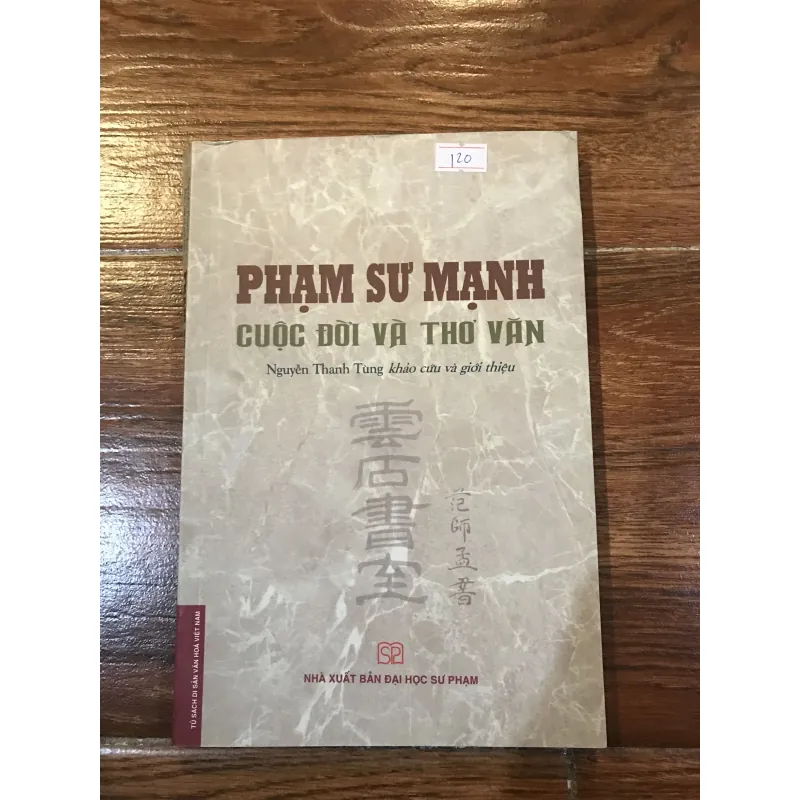 120
PHẠM SƯ MẠNH
CUỘC ĐỜI VÀ THƠ VĂN
Nguyễn Thanh Tùng khảo cứu và giới thiệu
雲石書室
范師孟書
TỦ SÁCH DI SẢN VĂN HOÁ VIỆT NAM
SP
NHÀ XUẤT BẢN ĐẠI HỌC SƯ PHẠM